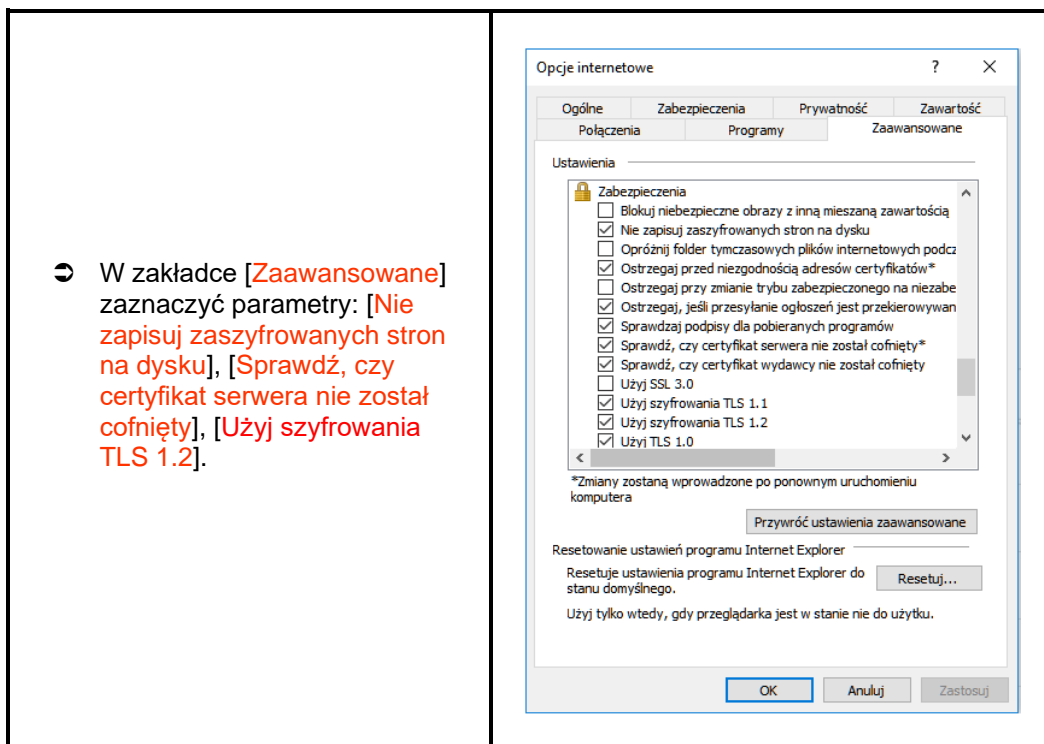 ➲ W zakładce [Zaawansowane]
zaznaczyć parametry: [Nie
zapisuj zaszyfrowanych stron
na dysku], [Sprawdź, czy
certyfikat serwera nie został
cofnięty], [Użyj szyfrowania
TLS 1.2].
Opcje internetowe ? ×
Ogólne Zabezpieczenia Prywatność Zawartość
Połączenia Programy Zaawansowane
Ustawienia
Zabezpieczenia
Blokuj niebezpieczne obrazy z inną mieszaną zawartością
Nie zapisuj zaszyfrowanych stron na dysku
Opróżnij folder tymczasowych plików internetowych podcz
Ostrzegaj przed niezgodnością adresów certyfikatów*
Ostrzegaj przy zmianie trybu zabezpieczonego na niezabe
Ostrzegaj, jeśli przesyłanie ogłoszeń jest przekierowywan
Sprawdzaj podpisy dla pobieranych programów
Sprawdź, czy certyfikat serwera nie został cofnięty*
Sprawdź, czy certyfikat wydawcy nie został cofnięty
Użyj SSL 3.0
Użyj szyfrowania TLS 1.1
Użyj szyfrowania TLS 1.2
Użyj TLS 1.0
*Zmiany zostaną wprowadzone po ponownym uruchomieniu
komputera
Przywróć ustawienia zaawansowane
Resetowanie ustawień programu Internet Explorer
Resetuje ustawienia programu Internet Explorer do
stanu domyślnego.
Resetuj...
Użyj tylko wtedy, gdy przeglądarka jest w stanie nie do użytku.
OK Anuluj Zastosuj